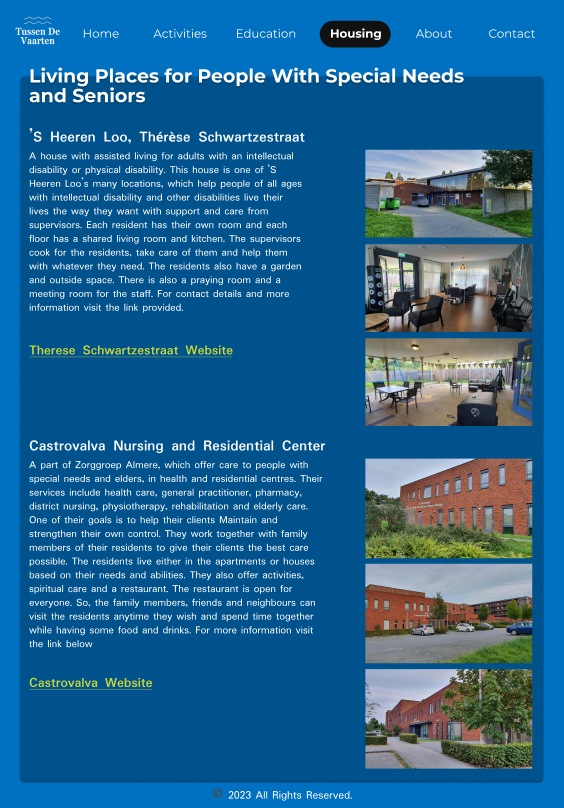 Tussen De
Vaarten
Home
Activities
Education
Housing
About
Contact
Living Places for People With Special Needs
and Seniors
’S Heeren Loo, Thérèse Schwartzestraat
A house with assisted living for adults with an intellectual
disability or physical disability. This house is one of ’S
Heeren Loo’s many locations, which help people of all ages
with intellectual disability and other disabilities live their
lives the way they want with support and care from
supervisors. Each resident has their own room and each
floor has a shared living room and kitchen. The supervisors
cook for the residents, take care of them and help them
with whatever they need. The residents also have a garden
and outside space. There is also a praying room and a
meeting room for the staff. For contact details and more
information visit the link provided.
Therese Schwartzestraat Website
Castrovalva Nursing and Residential Center
A part of Zorggroep Almere, which offer care to people with
special needs and elders, in health and residential centres. Their
services include health care, general practitioner, pharmacy,
district nursing, physiotherapy, rehabilitation and elderly care.
One of their goals is to help their clients Maintain and
strengthen their own control. They work together with family
members of their residents to give their clients the best care
possible. The residents live either in the apartments or houses
based on their needs and abilities. They also offer activities,
spiritual care and a restaurant. The restaurant is open for
everyone. So, the family members, friends and neighbours can
visit the residents anytime they wish and spend time together
while having some food and drinks. For more information visit
the link below
Castrovalva Website
© 2023 All Rights Reserved.